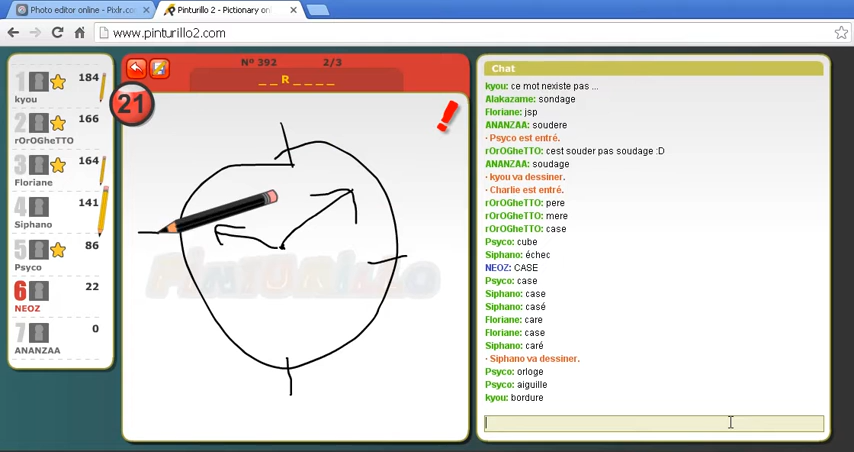 Photo editor online - Pixlr.co
Pinturillo 2 - Pictionary on
www.pinturillo2.com
1 184
kyou
2 166
rOrOGheTTO
3 164
Floriane
4 141
Siphano
5 86
Psyco
6 22
NEOZ
7 0
ANANZAA
21
Nº 392 2/3
_ _ R _ _ _ _
PINTURILLO
Chat
kyou: ce mot nexiste pas ...
Alakazame: sondage
Floriane: jsp
ANANZAA: soudere
· Psyco est entré.
rOrOGheTTO: cest souder pas soudage :D
ANANZAA: soudage
· kyou va dessiner.
· Charlie est entré.
rOrOGheTTO: pere
rOrOGheTTO: mere
rOrOGheTTO: case
Psyco: cube
Siphano: échec
NEOZ: CASE
Psyco: case
Siphano: case
Siphano: casé
Floriane: care
Floriane: case
Siphano: caré
· Siphano va dessiner.
Psyco: orloge
Psyco: aiguille
kyou: bordure